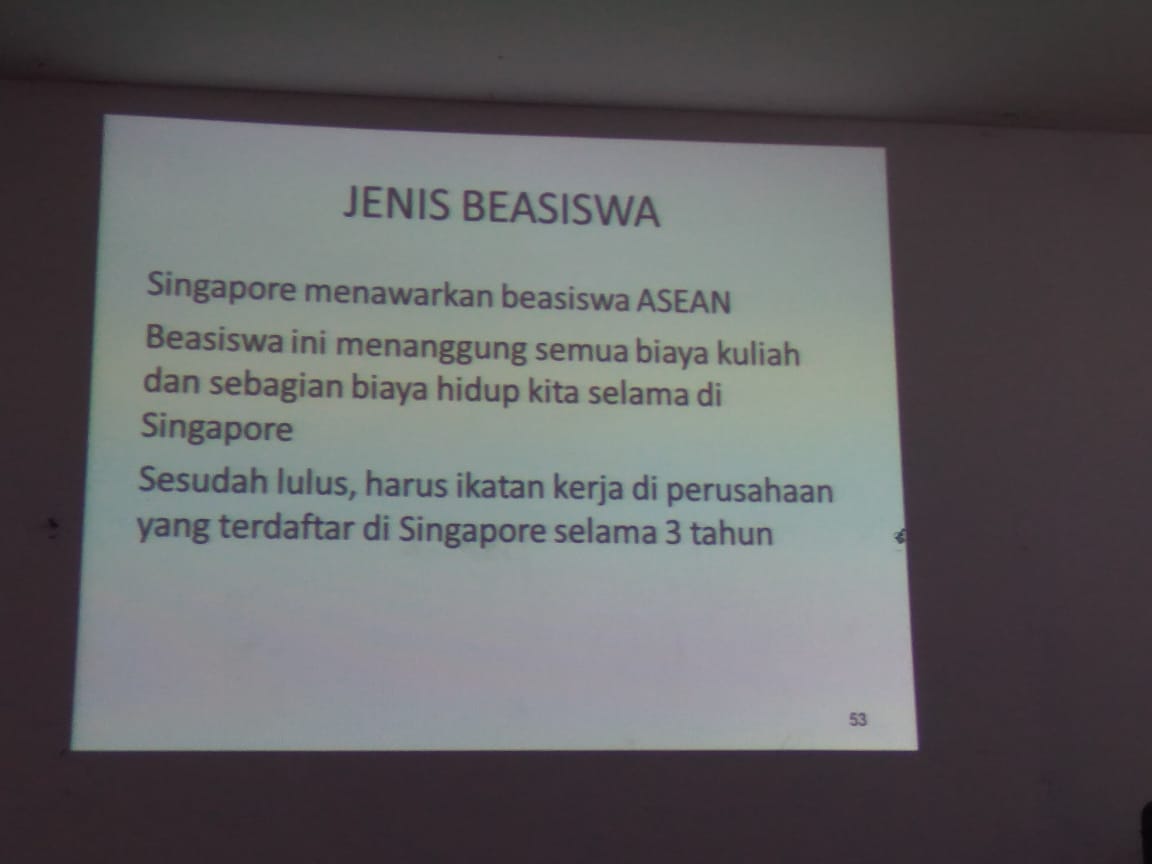 JENIS BEASISWA
Singapore menawarkan beasiswa ASEAN
Beasiswa ini menanggung semua biaya kuliah
dan sebagian biaya hidup kita selama di
Singapore
Sesudah lulus, harus ikatan kerja di perusahaan
yang terdaftar di Singapore selama 3 tahun
53